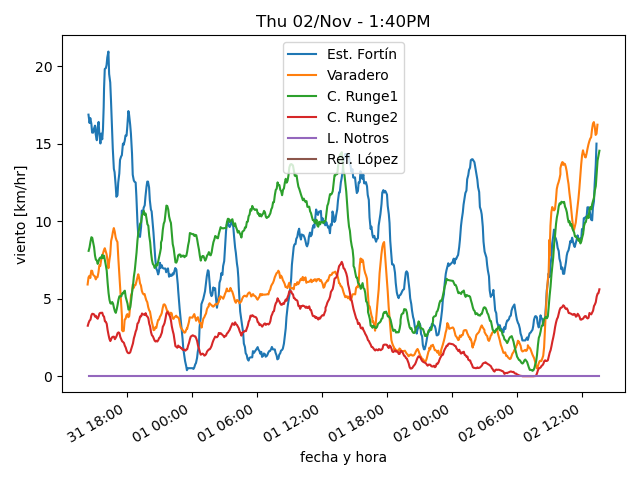 Thu 02/Nov - 1:40PM
Est. Fortín
Varadero
C. Runge1
C. Runge2
L. Notros
Ref. López
viento [km/hr]
20
15
10
5
0
31 18:00
01 00:00
01 06:00
01 12:00
01 18:00
02 00:00
02 06:00
02 12:00
fecha y hora